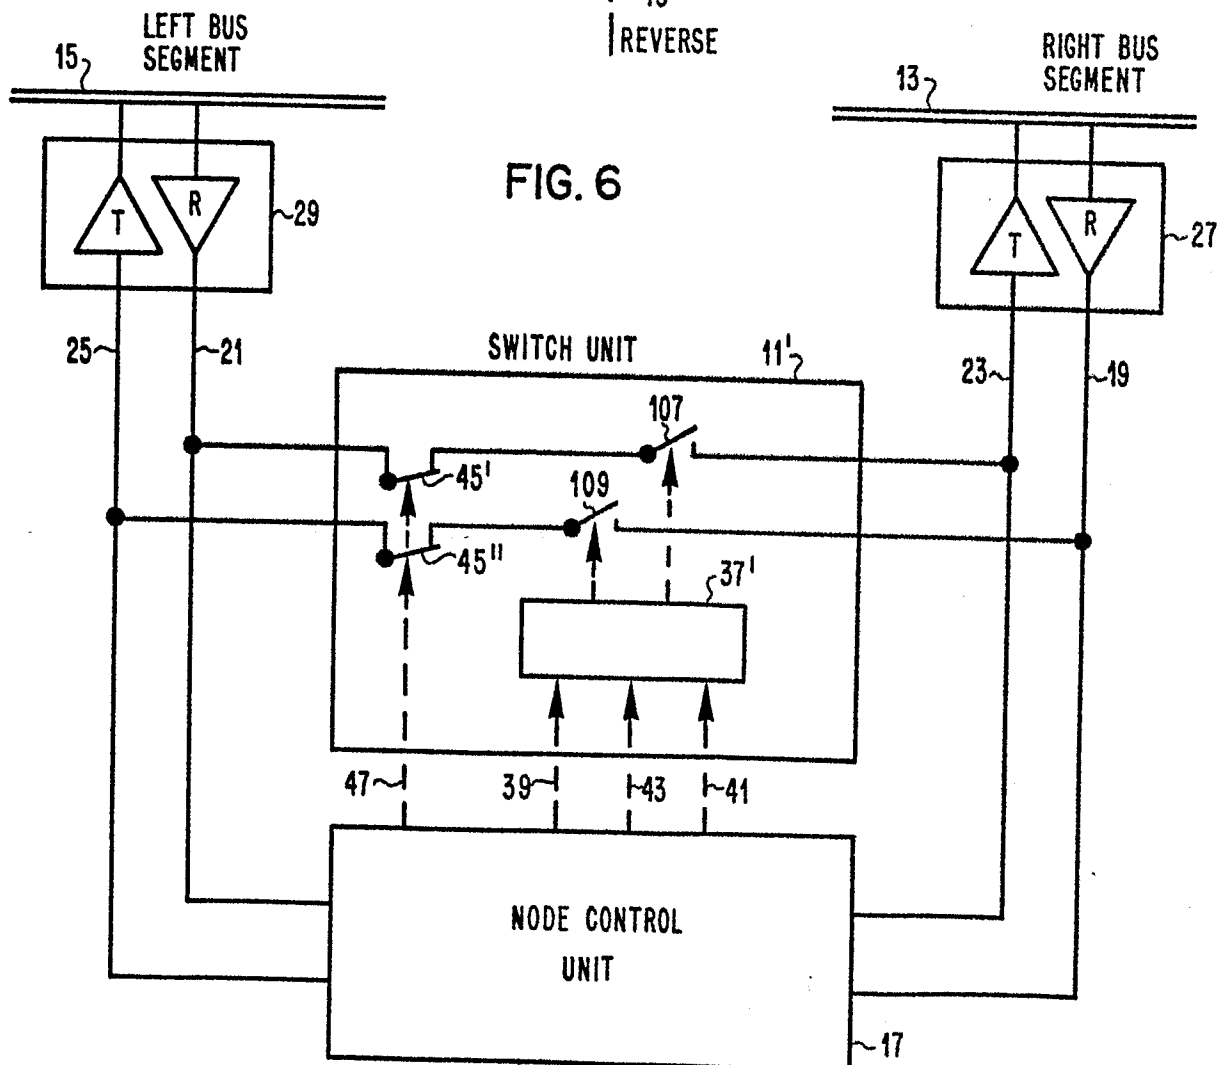 REVERSE
LEFT BUS
SEGMENT
15
RIGHT BUS
SEGMENT
13
FIG. 6
T
R
29
T
R
27
25
21
SWITCH UNIT
11'
23
19
107
45'
109
45"
37'
47
39
43
41
NODE CONTROL
UNIT
17